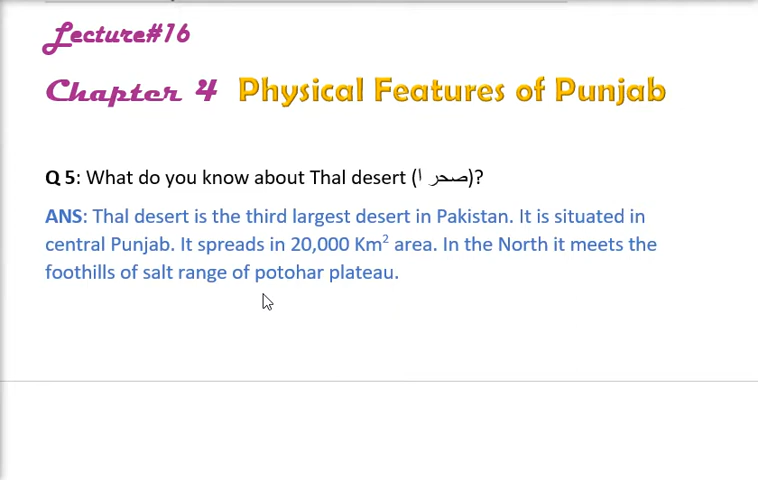 Lecture#16
Chapter 4 Physical Features of Punjab
Q 5: What do you know about Thal desert (صحر ا)?
ANS: Thal desert is the third largest desert in Pakistan. It is situated in
central Punjab. It spreads in 20,000 Km² area. In the North it meets the
foothills of salt range of potohar plateau.